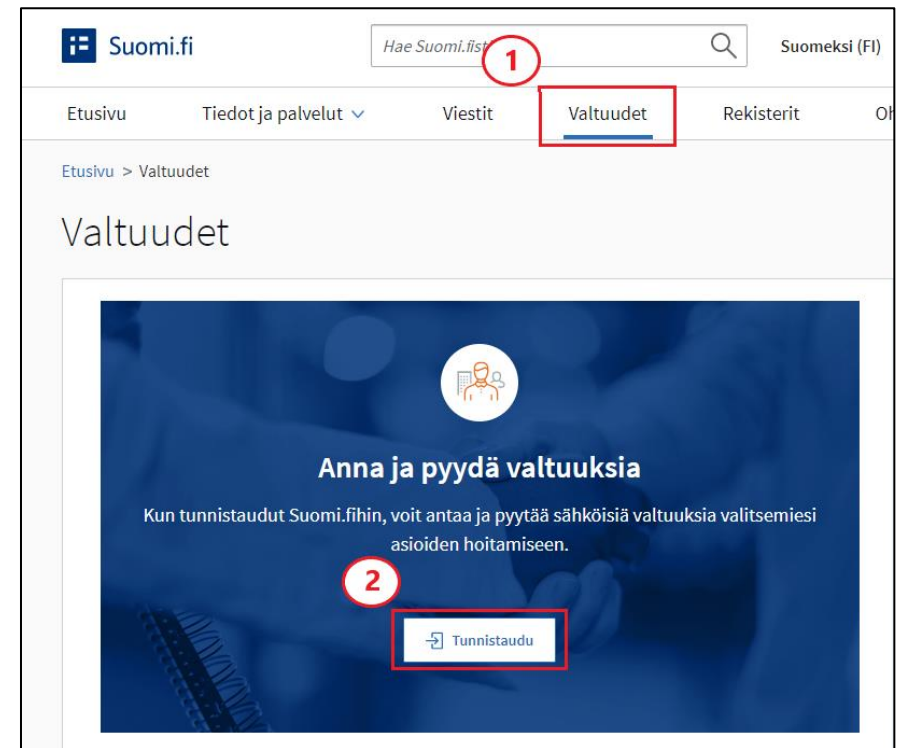 Suomi.fi
Hae Suomi.fist
1
Suomeksi (FI)
Etusivu Tiedot ja palvelut Viestit Valtuudet Rekisterit
Etusivu > Valtuudet
Valtuudet
Anna ja pyydä valtuuksia
Kun tunnistaudut Suomi.fihin, voit antaa ja pyytää sähköisiä valtuuksia valitsemiesi
asioiden hoitamiseen.
2
Tunnistaudu